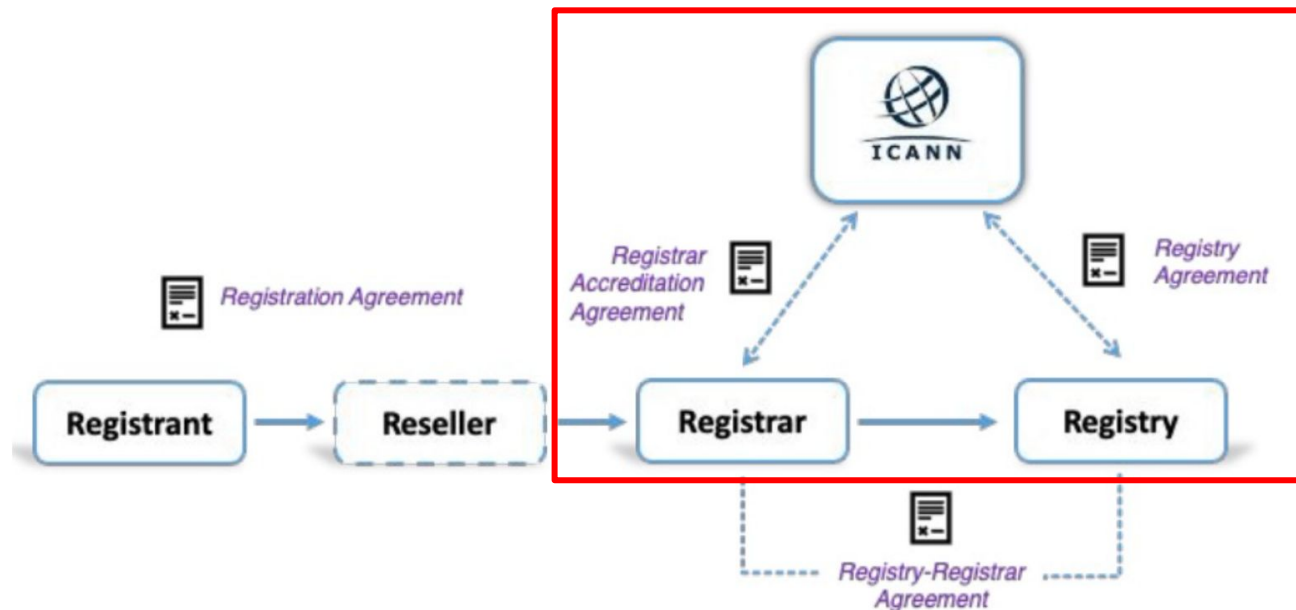 ICANN
Registrar
Accreditation
Agreement
Registry
Agreement
Registration Agreement
Registrant
Reseller
Registrar
Registry
Registry-Registrar
Agreement